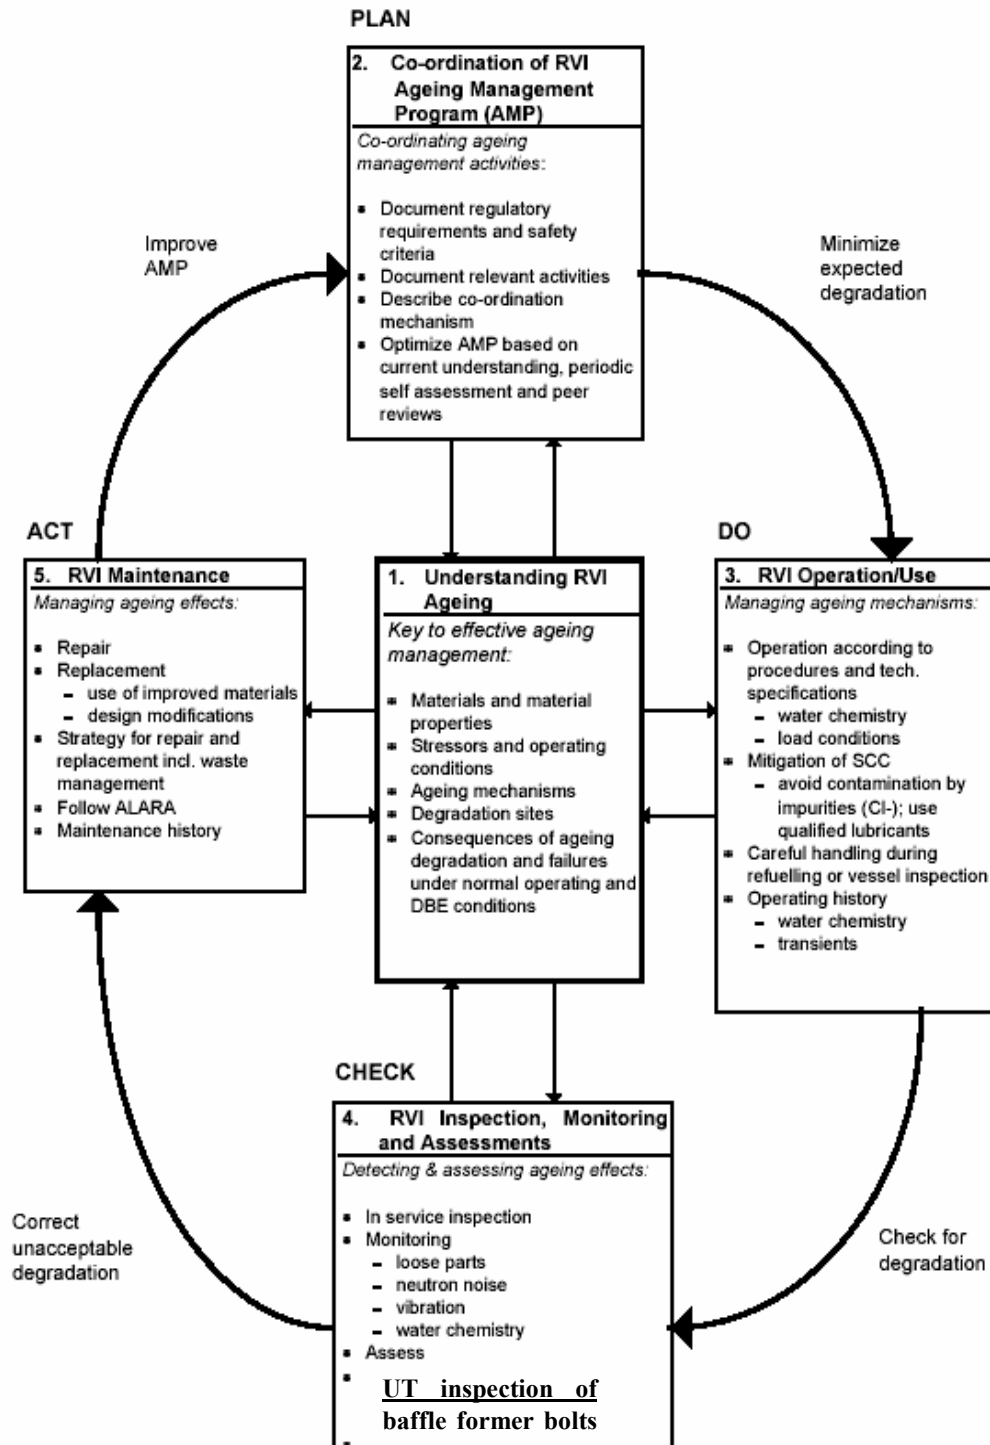 PLAN
2. Co-ordination of RVI
Ageing Management
Program (AMP)
Co-ordinating ageing
management activities:
▪ Document regulatory
requirements and safety
criteria
▪ Document relevant activities
▪ Describe co-ordination
mechanism
▪ Optimize AMP based on
current understanding, periodic
self assessment and peer
reviews
Improve
AMP
Minimize
expected
degradation
ACT
5. RVI Maintenance
Managing ageing effects:
▪ Repair
▪ Replacement
– use of improved materials
– design modifications
▪ Strategy for repair and
replacement incl. waste
management
▪ Follow ALARA
▪ Maintenance history
1. Understanding RVI
Ageing
Key to effective ageing
management:
▪ Materials and material
properties
▪ Stressors and operating
conditions
▪ Ageing mechanisms
▪ Degradation sites
▪ Consequences of ageing
degradation and failures
under normal operating and
DBE conditions
DO
3. RVI Operation/Use
Managing ageing mechanisms:
▪ Operation according to
procedures and tech.
specifications
– water chemistry
– load conditions
▪ Mitigation of SCC
– avoid contamination by
impurities (Cl-); use
qualified lubricants
▪ Careful handling during
refuelling or vessel inspection
▪ Operating history
– water chemistry
– transients
CHECK
4. RVI Inspection, Monitoring
and Assessments
Detecting & assessing ageing effects:
▪ In service inspection
▪ Monitoring
– loose parts
– neutron noise
– vibration
– water chemistry
▪ Assess
UT inspection of
baffle former bolts
Correct
unacceptable
degradation
Check for
degradation